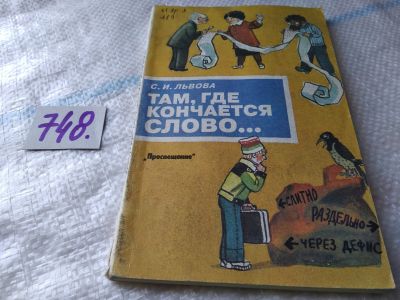 С. И. ЛЬВОВА
ТАМ, ГДЕ
КОНЧАЕТСЯ
СЛОВО...
„Просвещение"
748.
←СЛИТНО
РАЗДЕЛЬНО→
←ЧЕРЕЗ ДЕФИС